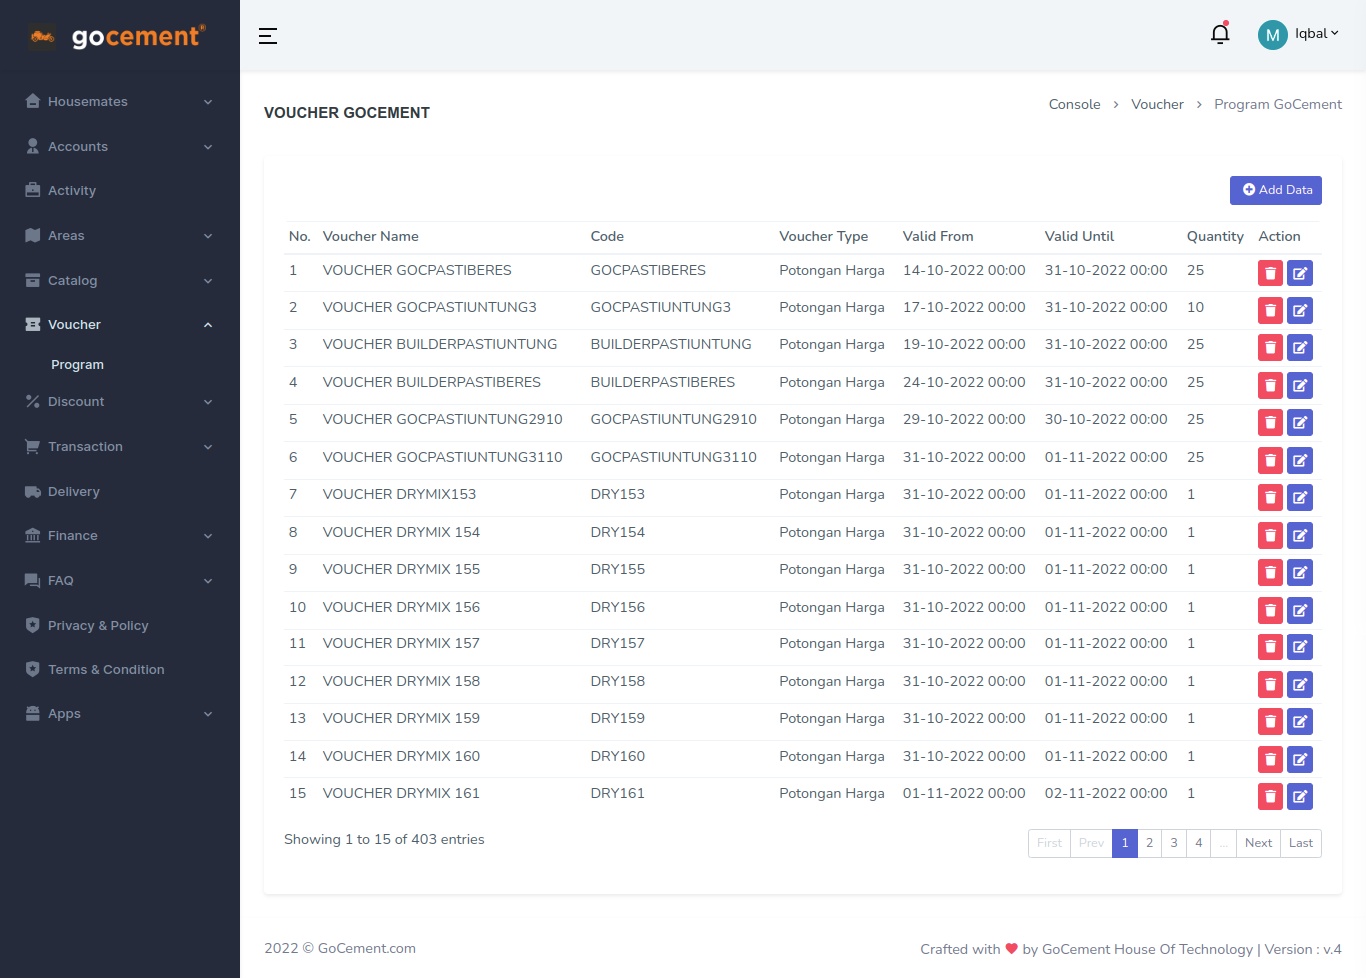 gocement®
M Iqbal
Housemates
Accounts
Activity
Areas
Catalog
Voucher
Program
Discount
Transaction
Delivery
Finance
FAQ
Privacy & Policy
Terms & Condition
Apps
VOUCHER GOCEMENT
Console > Voucher > Program GoCement
Add Data
No. Voucher Name Code Voucher Type Valid From Valid Until Quantity Action
1 VOUCHER GOCPASTIBERES GOCPASTIBERES Potongan Harga 14-10-2022 00:00 31-10-2022 00:00 25
2 VOUCHER GOCPASTIUNTUNG3 GOCPASTIUNTUNG3 Potongan Harga 17-10-2022 00:00 31-10-2022 00:00 10
3 VOUCHER BUILDERPASTIUNTUNG BUILDERPASTIUNTUNG Potongan Harga 19-10-2022 00:00 31-10-2022 00:00 25
4 VOUCHER BUILDERPASTIBERES BUILDERPASTIBERES Potongan Harga 24-10-2022 00:00 31-10-2022 00:00 25
5 VOUCHER GOCPASTIUNTUNG2910 GOCPASTIUNTUNG2910 Potongan Harga 29-10-2022 00:00 30-10-2022 00:00 25
6 VOUCHER GOCPASTIUNTUNG3110 GOCPASTIUNTUNG3110 Potongan Harga 31-10-2022 00:00 01-11-2022 00:00 25
7 VOUCHER DRYMIX153 DRY153 Potongan Harga 31-10-2022 00:00 01-11-2022 00:00 1
8 VOUCHER DRYMIX 154 DRY154 Potongan Harga 31-10-2022 00:00 01-11-2022 00:00 1
9 VOUCHER DRYMIX 155 DRY155 Potongan Harga 31-10-2022 00:00 01-11-2022 00:00 1
10 VOUCHER DRYMIX 156 DRY156 Potongan Harga 31-10-2022 00:00 01-11-2022 00:00 1
11 VOUCHER DRYMIX 157 DRY157 Potongan Harga 31-10-2022 00:00 01-11-2022 00:00 1
12 VOUCHER DRYMIX 158 DRY158 Potongan Harga 31-10-2022 00:00 01-11-2022 00:00 1
13 VOUCHER DRYMIX 159 DRY159 Potongan Harga 31-10-2022 00:00 01-11-2022 00:00 1
14 VOUCHER DRYMIX 160 DRY160 Potongan Harga 31-10-2022 00:00 01-11-2022 00:00 1
15 VOUCHER DRYMIX 161 DRY161 Potongan Harga 01-11-2022 00:00 02-11-2022 00:00 1
Showing 1 to 15 of 403 entries
First Prev 1 2 3 4 ... Next Last
2022 © GoCement.com
Crafted with ♥ by GoCement House Of Technology | Version : v.4